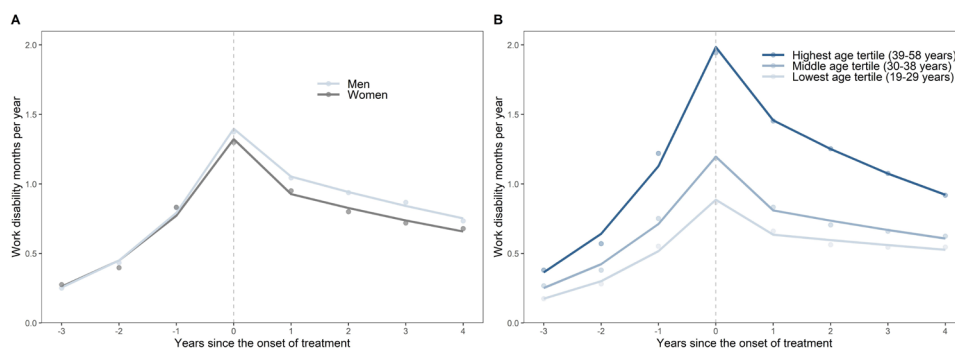 A
Work disability months per year
2.0
1.5
1.0
0.5
0.0
Men
Women
-3 -2 -1 0 1 2 3 4
Years since the onset of treatment
B
Work disability months per year
2.0
1.5
1.0
0.5
0.0
Highest age tertile (39-58 years)
Middle age tertile (30-38 years)
Lowest age tertile (19-29 years)
-3 -2 -1 0 1 2 3 4
Years since the onset of treatment